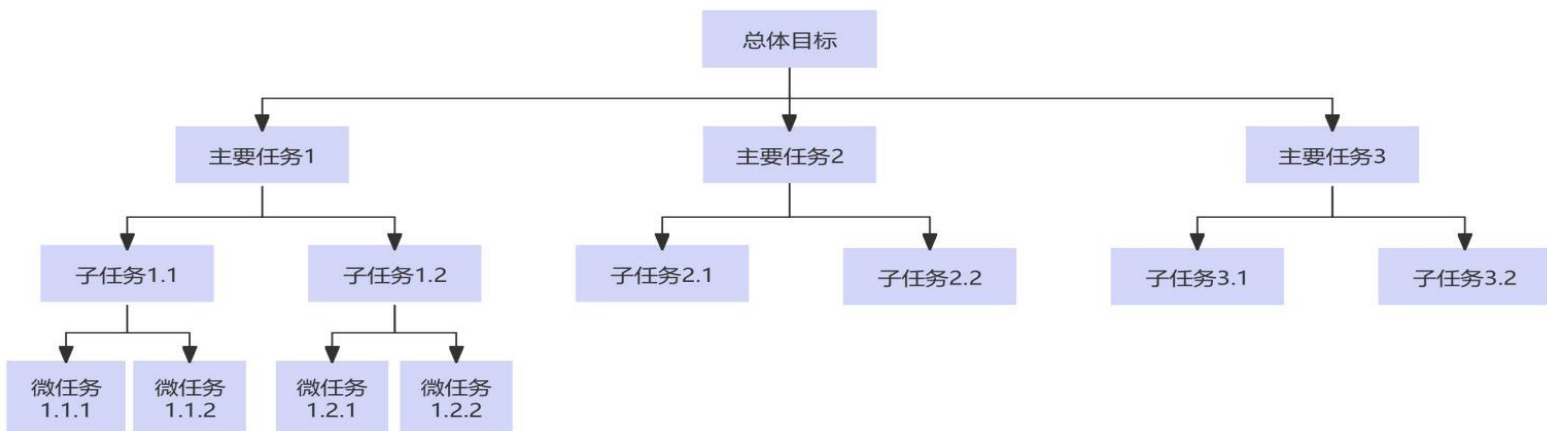 总体目标
主要任务1
主要任务2
主要任务3
子任务1.1
子任务1.2
子任务2.1
子任务2.2
子任务3.1
子任务3.2
微任务
1.1.1
微任务
1.1.2
微任务
1.2.1
微任务
1.2.2